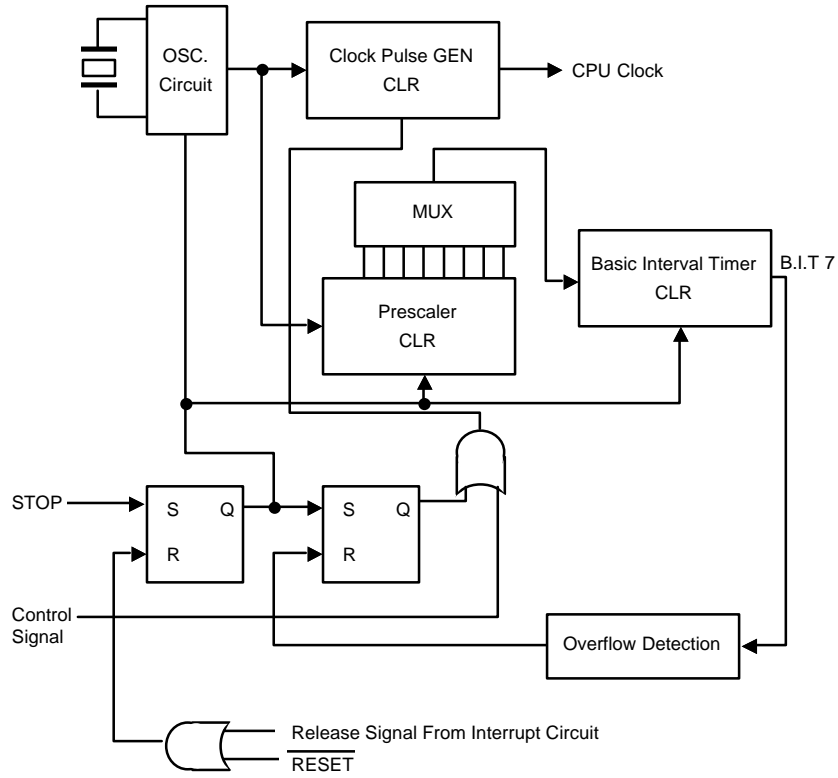 OSC.
Circuit
Clock Pulse GEN
CLR
CPU Clock
MUX
Prescaler
CLR
Basic Interval Timer
CLR
B.I.T 7
STOP
S Q
R
S Q
R
Control
Signal
Overflow Detection
Release Signal From Interrupt Circuit
RESET